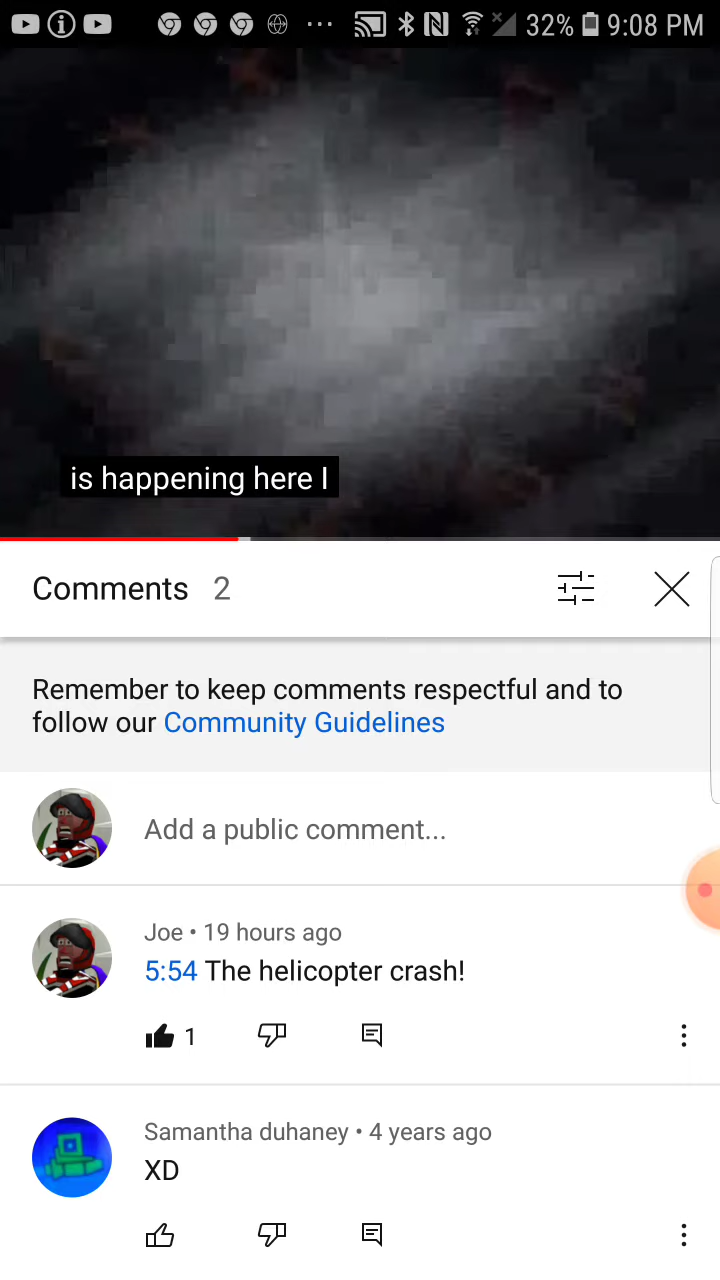 32% 9:08 PM
is happening here I
Comments 2
Remember to keep comments respectful and to
follow our Community Guidelines
Add a public comment...
Joe • 19 hours ago
5:54 The helicopter crash!
1
Samantha duhaney • 4 years ago
XD